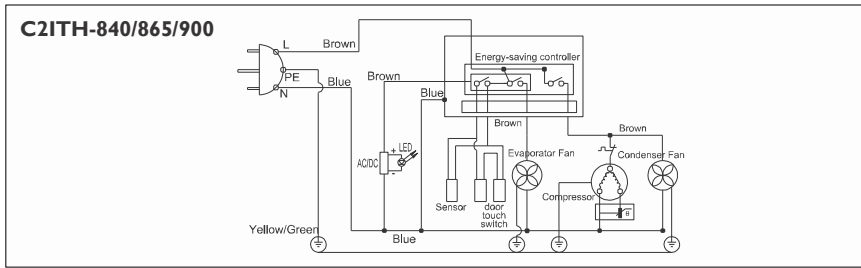 C2ITH-840/865/900
L
Brown
PE
N
Blue
Energy-saving controller
Brown
Blue
Brown
Brown
+ LED
AC/DC
-
Evaporator Fan
Condenser Fan
Compressor
Sensor
door
touch
switch
θ
Yellow/Green
Blue